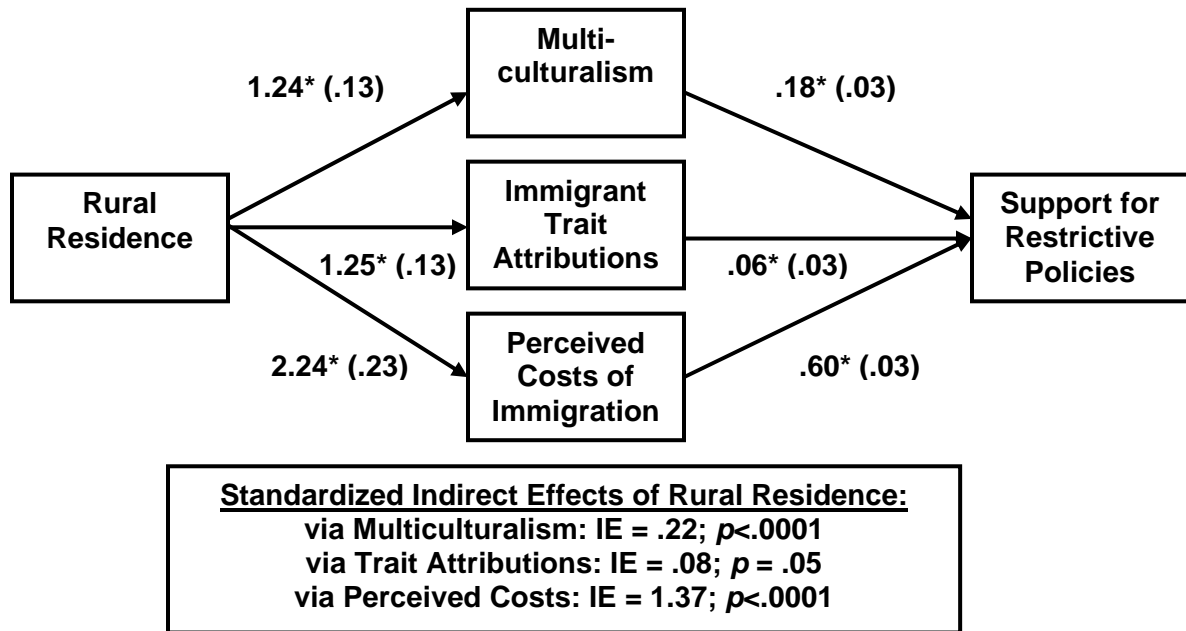 Multi-
culturalism
1.24* (.13)
.18* (.03)
Rural
Residence
Immigrant
Trait
Attributions
Support for
Restrictive
Policies
1.25* (.13)
.06* (.03)
2.24* (.23)
Perceived
Costs of
Immigration
.60* (.03)
Standardized Indirect Effects of Rural Residence:
via Multiculturalism: IE = .22; p<.0001
via Trait Attributions: IE = .08; p = .05
via Perceived Costs: IE = 1.37; p<.0001